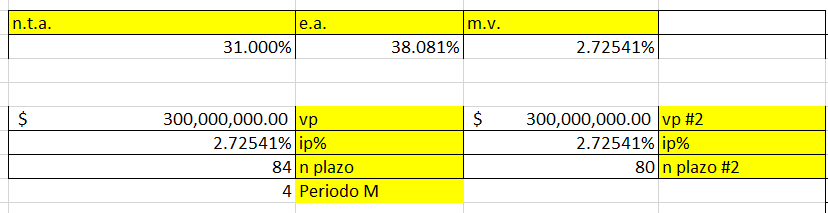 n.t.a. e.a. m.v.
31.000% 38.081% 2.72541%
$ 300,000,000.00 vp $ 300,000,000.00 vp #2
2.72541% ip% 2.72541% ip%
84 n plazo 80 n plazo #2
4 Periodo M